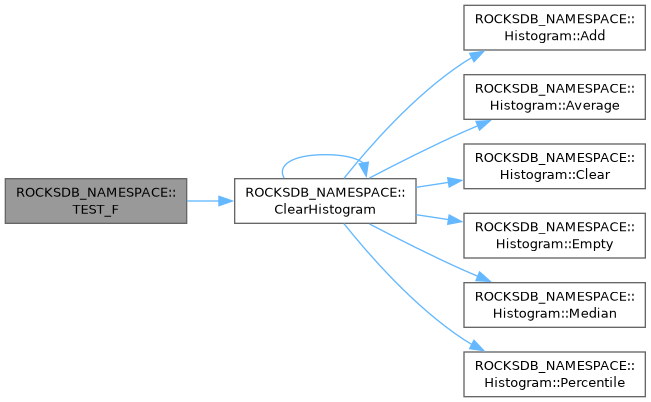 ROCKSDB_NAMESPACE::
TEST_F
ROCKSDB_NAMESPACE::
ClearHistogram
ROCKSDB_NAMESPACE::
Histogram::Add
ROCKSDB_NAMESPACE::
Histogram::Average
ROCKSDB_NAMESPACE::
Histogram::Clear
ROCKSDB_NAMESPACE::
Histogram::Empty
ROCKSDB_NAMESPACE::
Histogram::Median
ROCKSDB_NAMESPACE::
Histogram::Percentile